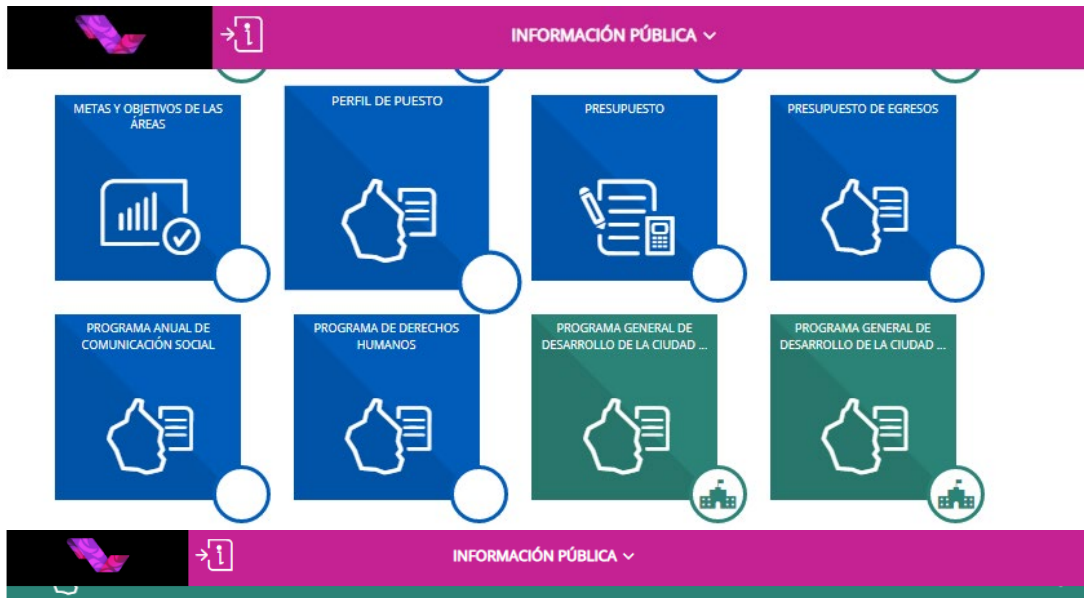 INFORMACIÓN PÚBLICA
METAS Y OBJETIVOS DE LAS
ÁREAS
PERFIL DE PUESTO
PRESUPUESTO
PRESUPUESTO DE EGRESOS
PROGRAMA ANUAL DE
COMUNICACIÓN SOCIAL
PROGRAMA DE DERECHOS
HUMANOS
PROGRAMA GENERAL DE
DESARROLLO DE LA CIUDAD ...
PROGRAMA GENERAL DE
DESARROLLO DE LA CIUDAD ...
INFORMACIÓN PÚBLICA